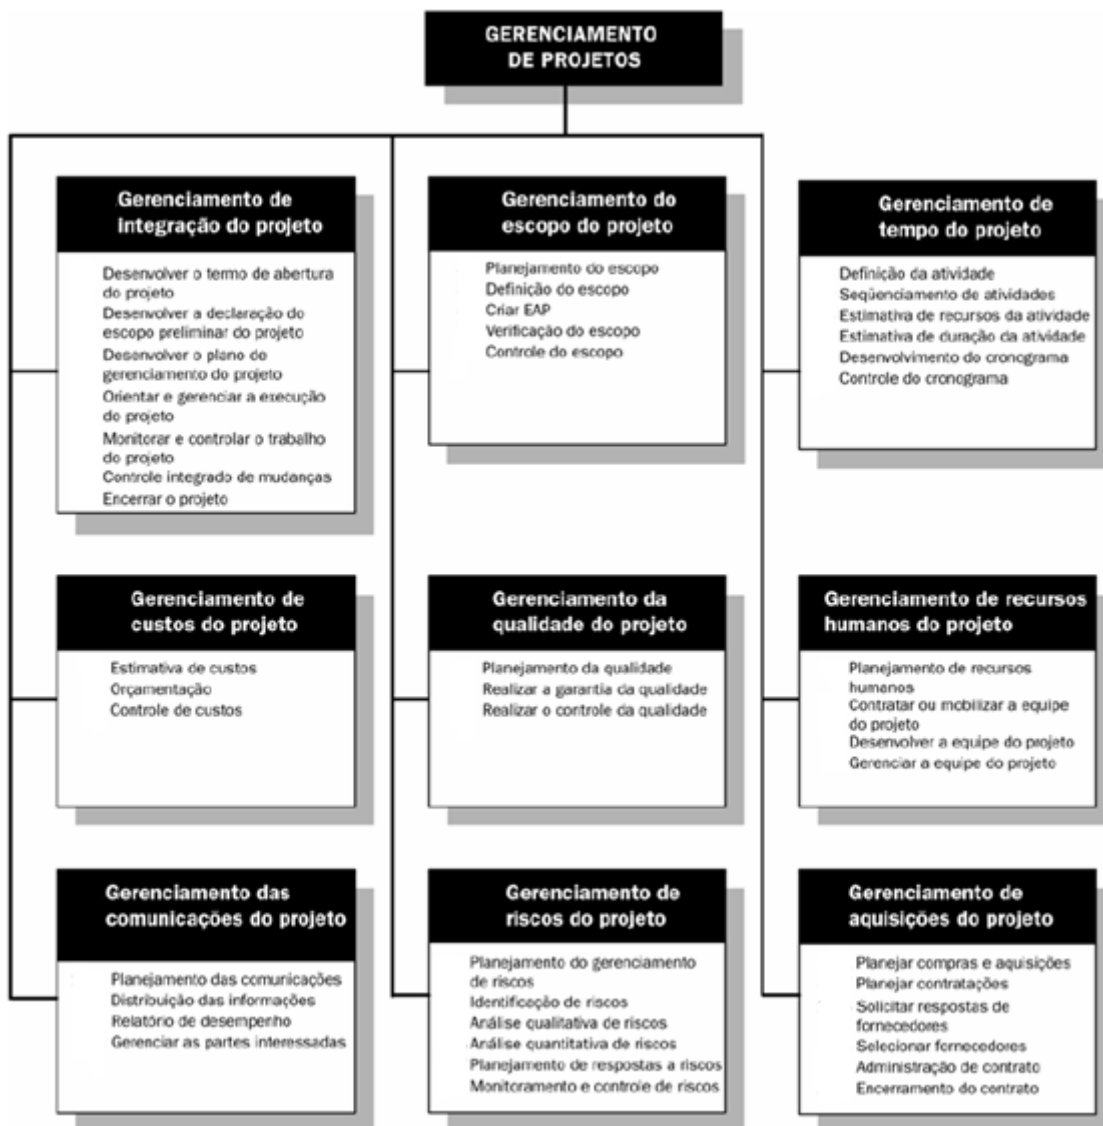 GERENCIAMENTO
DE PROJETOS
Gerenciamento de
integração do projeto
Desenvolver o termo de abertura
do projeto
Desenvolver a declaração do
escopo preliminar do projeto
Desenvolver o plano de
gerenciamento do projeto
Orientar e gerenciar a execução
do projeto
Monitorar e controlar o trabalho
do projeto
Controle integrado de mudanças
Encerrar o projeto
Gerenciamento do
escopo do projeto
Planejamento do escopo
Definição do escopo
Criar EAP
Verificação do escopo
Controle do escopo
Gerenciamento de
tempo do projeto
Definição da atividade
Seqüenciamento de atividades
Estimativa de recursos da atividade
Estimativa de duração da atividade
Desenvolvimento do cronograma
Controle do cronograma
Gerenciamento de
custos do projeto
Estimativa de custos
Orçamentação
Controle de custos
Gerenciamento da
qualidade do projeto
Planejamento da qualidade
Realizar a garantia da qualidade
Realizar o controle da qualidade
Gerenciamento de recursos
humanos do projeto
Planejamento de recursos
humanos
Contratar ou mobilizar a equipe
do projeto
Desenvolver a equipe do projeto
Gerenciar a equipe do projeto
Gerenciamento das
comunicações do projeto
Planejamento das comunicações
Distribuição das informações
Relatório de desempenho
Gerenciar as partes interessadas
Gerenciamento de
riscos do projeto
Planejamento do gerenciamento
de riscos
Identificação de riscos
Análise qualitativa de riscos
Análise quantitativa de riscos
Planejamento de respostas a riscos
Monitoramento e controle de riscos
Gerenciamento de
aquisições do projeto
Planejar compras e aquisições
Planejar contratações
Solicitar respostas de
fornecedores
Selecionar fornecedores
Administração de contrato
Encerramento do contrato